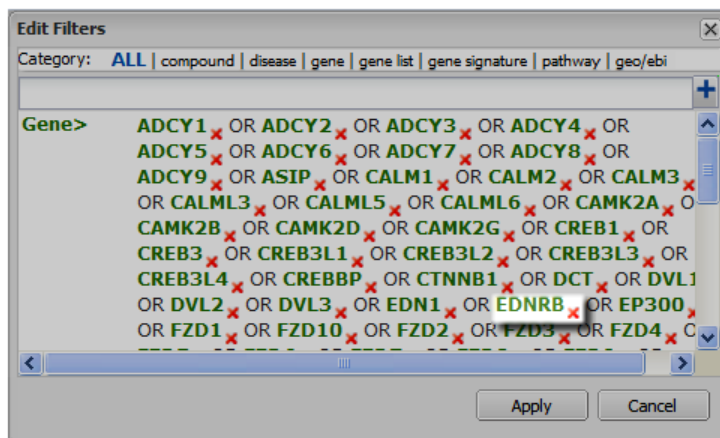 Edit Filters
Category: ALL | compound | disease | gene | gene list | gene signature | pathway | geo/ebi
Gene> ADCY1 OR ADCY2 OR ADCY3 OR ADCY4 OR
ADCY5 OR ADCY6 OR ADCY7 OR ADCY8 OR
ADCY9 OR ASIP OR CALM1 OR CALM2 OR CALM3
OR CALML3 OR CALML5 OR CALML6 OR CAMK2A O
CAMK2B OR CAMK2D OR CAMK2G OR CREB1 OR
CREB3 OR CREB3L1 OR CREB3L2 OR CREB3L3 OR
CREB3L4 OR CREBBP OR CTNNB1 OR DCT OR DVL1
OR DVL2 OR DVL3 OR EDN1 OR EDNRB OR EP300
OR FZD1 OR FZD10 OR FZD2 OR FZD3 OR FZD4 O
Apply Cancel